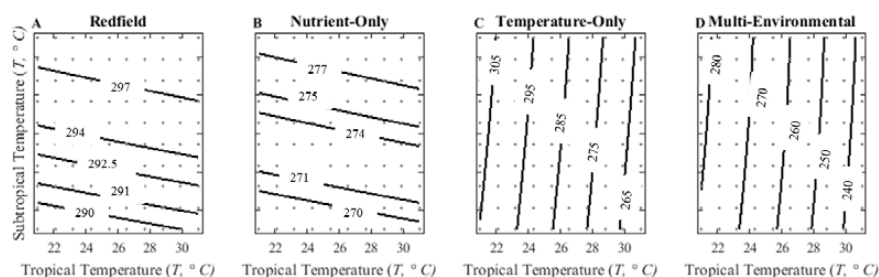 A Redfield
B Nutrient-Only
C Temperature-Only
D Multi-Environmental
Subtropical Temperature (T, ° C)
297
294
292.5
291
290
277
275
274
271
270
305
295
285
275
265
280
270
260
250
240
22 24 26 28 30
22 24 26 28 30
22 24 26 28 30
22 24 26 28 30
Tropical Temperature (T, ° C)
Tropical Temperature (T, ° C)
Tropical Temperature (T, ° C)
Tropical Temperature (T, ° C)